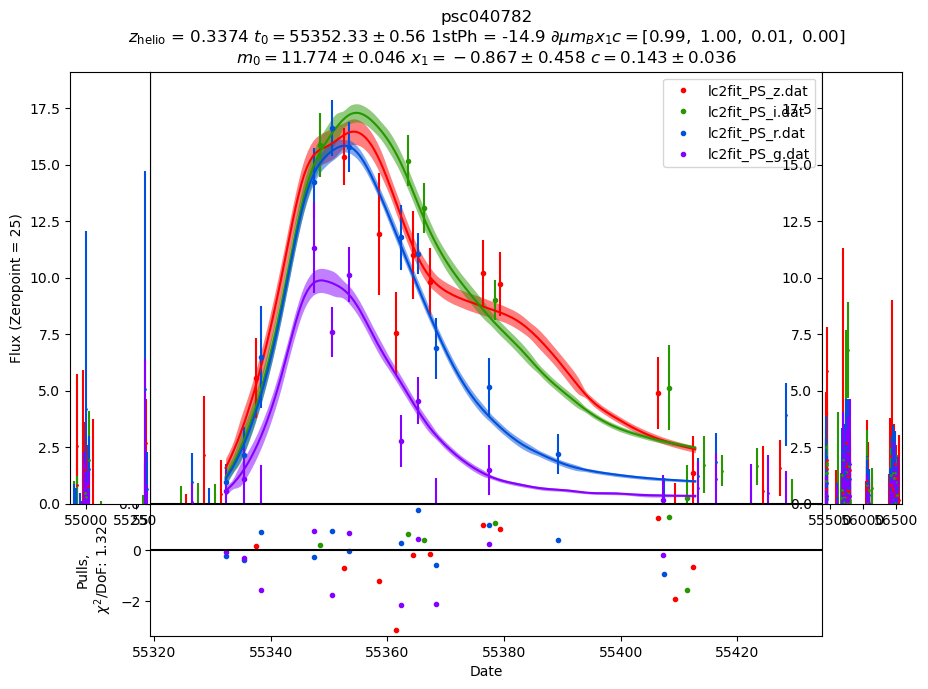 psc040782
z_helio = 0.3374 t_0 = 55352.33 ± 0.56 1stPh = -14.9 ∂μm_Bx_1c = [0.99, 1.00, 0.01, 0.00]
m_0 = 11.774 ± 0.046 x_1 = −0.867 ± 0.458 c = 0.143 ± 0.036
lc2fit_PS_z.dat
lc2fit_PS_i.dat
lc2fit_PS_r.dat
lc2fit_PS_g.dat
Flux (Zeropoint = 25)
17.5
15.0
12.5
10.0
7.5
5.0
2.5
0.0
17.5
15.0
12.5
10.0
7.5
5.0
2.5
0.0
55000
55250
55500
56000
56500
Pulls,
χ²/DoF: 1.32
0
−2
55320
55340
55360
55380
55400
55420
Date